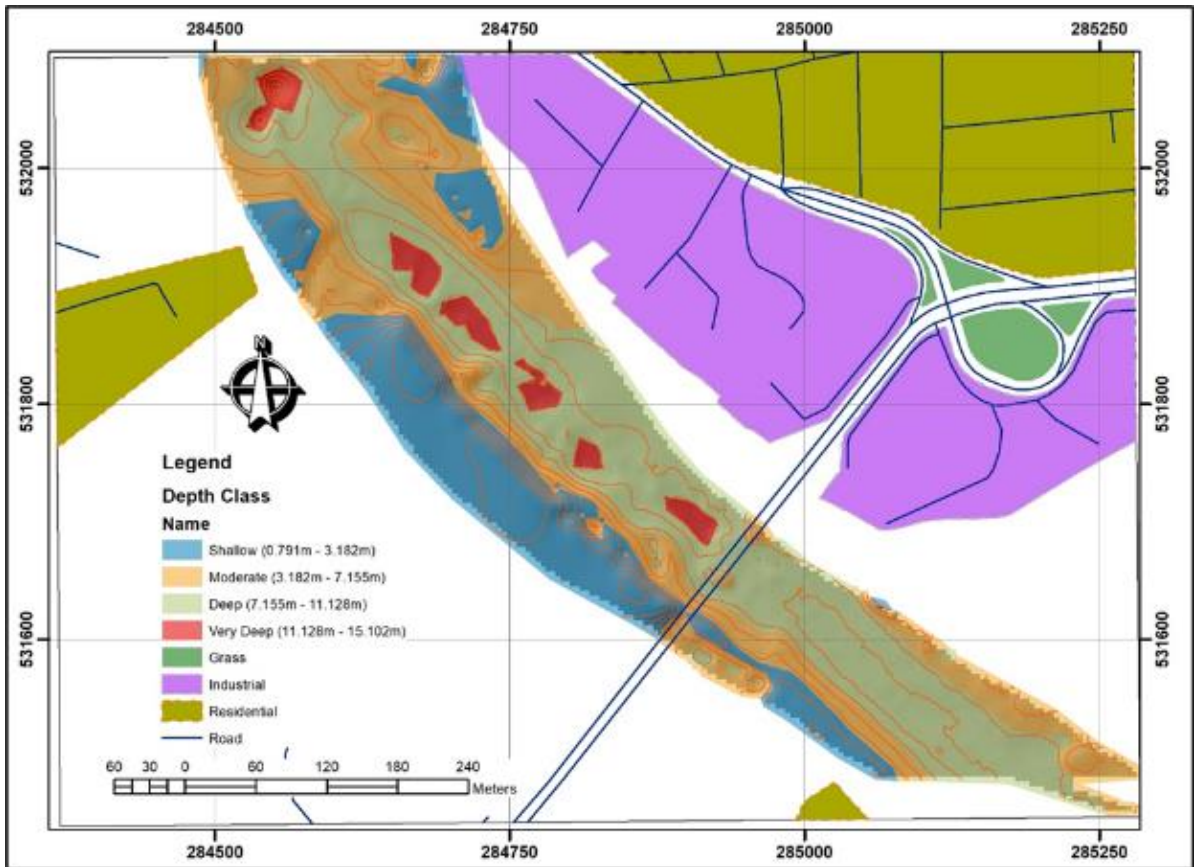 284500 284750 285000 285250
532000 532000
N
531800 531800
Legend
Depth Class
Name
Shallow (0.791m - 3.182m)
Moderate (3.182m - 7.155m)
Deep (7.155m - 11.128m)
Very Deep (11.128m - 15.102m)
531600 531600
Grass
Industrial
Residential
Road
60 30 0 60 120 180 240
Meters
284500 284750 285000 285250